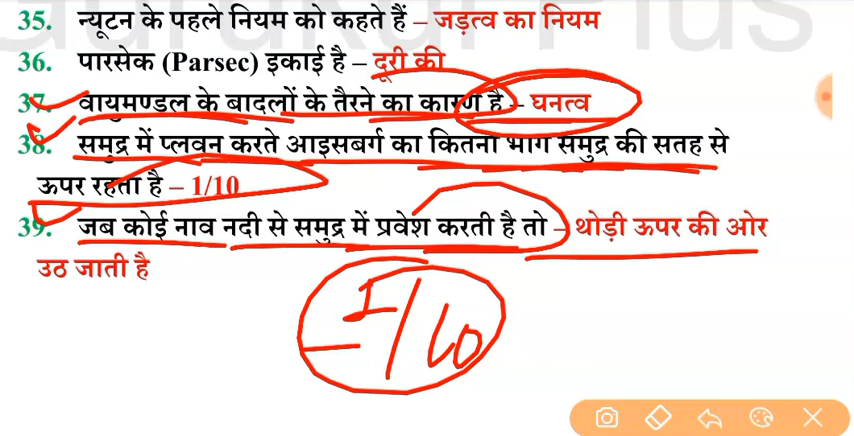 35. न्यूटन के पहले नियम को कहते हैं – जड़त्व का नियम
36. पारसेक (Parsec) इकाई है – दूरी की
37. वायुमण्डल के बादलों के तैरने का कारण है – घनत्व
38. समुद्र में प्लवन करते आइसबर्ग का कितना भाग समुद्र की सतह से
ऊपर रहता है – 1/10
39. जब कोई नाव नदी से समुद्र में प्रवेश करती है तो – थोड़ी ऊपर की ओर
उठ जाती है
1/10